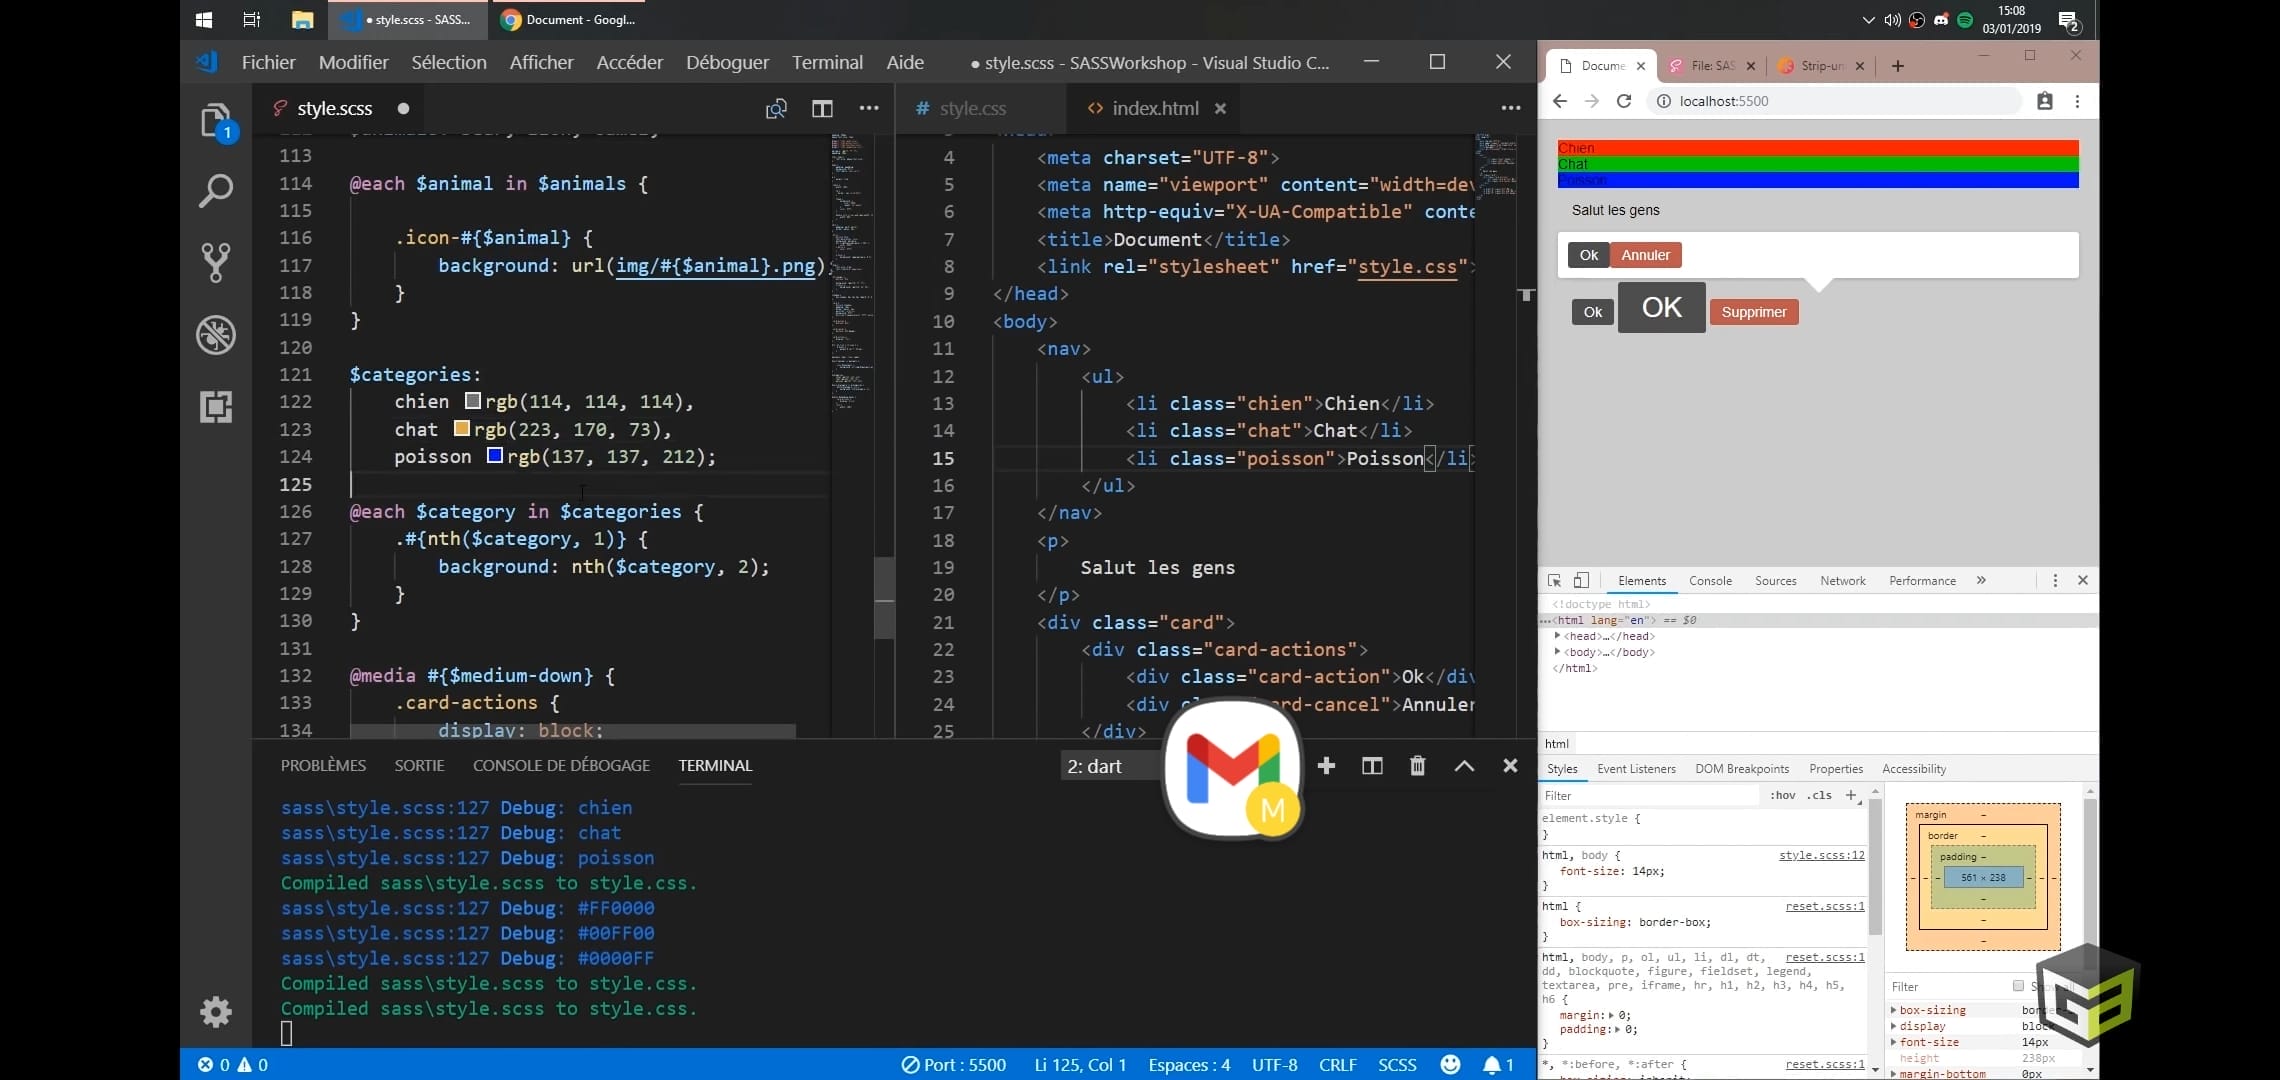 style.scss - SASS...
Document - Googl...
15:08
03/01/2019
2
Fichier Modifier Sélection Afficher Accéder Déboguer Terminal Aide
● style.scss - SASSWorkshop - Visual Studio C...
1
style.scss ●
113
114 @each $animal in $animals {
115
116 .icon-#{$animal} {
117 background: url(img/#{$animal}.png);
118 }
119 }
120
121 $categories:
122 chien rgb(114, 114, 114),
123 chat rgb(223, 170, 73),
124 poisson rgb(137, 137, 212);
125
126 @each $category in $categories {
127 .#{nth($category, 1)} {
128 background: nth($category, 2);
129 }
130 }
131
132 @media #{$medium-down} {
133 .card-actions {
134 display: block;
# style.css
<> index.html
4 <meta charset="UTF-8">
5 <meta name="viewport" content="width=dev
6 <meta http-equiv="X-UA-Compatible" conte
7 <title>Document</title>
8 <link rel="stylesheet" href="style.css">
9 </head>
10 <body>
11 <nav>
12 <ul>
13 <li class="chien">Chien</li>
14 <li class="chat">Chat</li>
15 <li class="poisson">Poisson</li>
16 </ul>
17 </nav>
18 <p>
19 Salut les gens
20 </p>
21 <div class="card">
22 <div class="card-actions">
23 <div class="card-action">Ok</div
24 <div rd-cancel">Annuler
25 </div>
PROBLÈMES SORTIE CONSOLE DE DÉBOGAGE TERMINAL
2: dart
sass\style.scss:127 Debug: chien
sass\style.scss:127 Debug: chat
sass\style.scss:127 Debug: poisson
Compiled sass\style.scss to style.css.
sass\style.scss:127 Debug: #FF0000
sass\style.scss:127 Debug: #00FF00
sass\style.scss:127 Debug: #0000FF
Compiled sass\style.scss to style.css.
Compiled sass\style.scss to style.css.
M
0 0
Port : 5500
Li 125, Col 1
Espaces : 4
UTF-8
CRLF
SCSS
1
Docume
File: SAS
Strip-un
localhost:5500
Chien
Chat
Poisson
Salut les gens
Ok Annuler
Ok OK Supprimer
Elements Console Sources Network Performance »
<!doctype html>
...<html lang="en"> == $0
<head>…</head>
<body>…</body>
</html>
html
Styles Event Listeners DOM Breakpoints Properties Accessibility
Filter :hov .cls +
element.style {
}
html, body { style.scss:12
font-size: 14px;
}
html { reset.scss:1
box-sizing: border-box;
}
html, body, p, ol, ul, li, dl, dt, reset.scss:1
dd, blockquote, figure, fieldset, legend,
textarea, pre, iframe, hr, h1, h2, h3, h4, h5,
h6 {
margin: 0;
padding: 0;
}
*, *:before, *:after { reset.scss:1
margin -
border -
padding -
561 × 238
Filter
box-sizing
display block
font-size 14px
height 238px
margin-bottom 0px